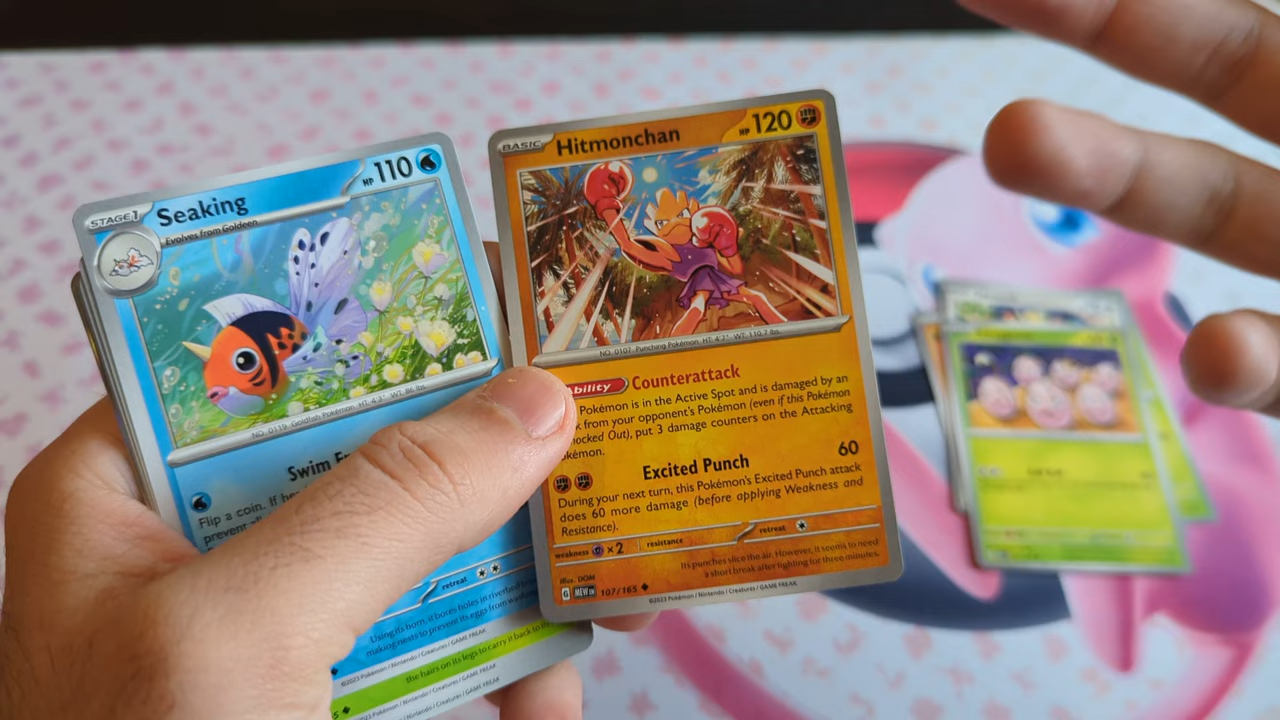 STAGE 1
Seaking
HP 110
Evolves from Goldeen
NO. 0119 Goldfish Pokémon HT: 4'3" WT: 86 lbs.
Swim
Flip a coin. If
prevent
retreat
Using its horn, it bores holes in riverbed
making nests to prevent its eggs from
©2023 Pokémon / Nintendo / Creatures / GAME FREAK
the hairs on its legs to carry it back to
2023 Pokémon / Nintendo / Creatures / GAME FREAK
BASIC
Hitmonchan
HP 120
NO. 0107 Punching Pokémon HT: 4'7" WT: 110.7 lbs.
bility Counterattack
Pokémon is in the Active Spot and is damaged by an
k from your opponent's Pokémon (even if this Pokémon
nocked Out), put 3 damage counters on the Attacking
okémon.
Excited Punch 60
During your next turn, this Pokémon's Excited Punch attack
does 60 more damage (before applying Weakness and
Resistance).
weakness ×2 resistance retreat
Its punches slice the air. However, it seems to need
a short break after fighting for three minutes.
Illus. OOM
G MEW EN 107/165
©2023 Pokémon / Nintendo / Creatures / GAME FREAK